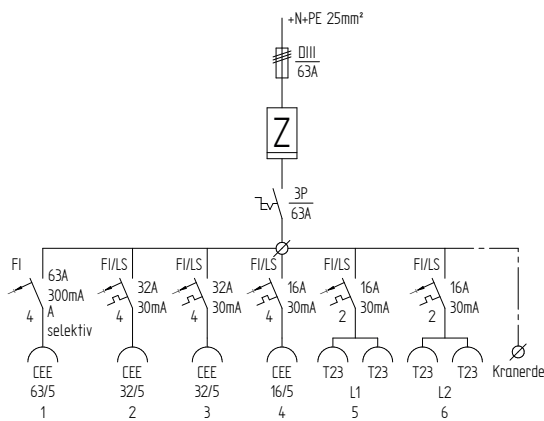 +N+PE 25mm²
DIII
63A
Z
3P
63A
FI
63A
300mA
A
selektiv
4
CEE
63/5
1
FI/LS
32A
30mA
4
CEE
32/5
2
FI/LS
32A
30mA
4
CEE
32/5
3
FI/LS
16A
30mA
4
CEE
16/5
4
FI/LS
16A
30mA
2
T23 T23
L1
5
FI/LS
16A
30mA
2
T23 T23
L2
6
Kranerde